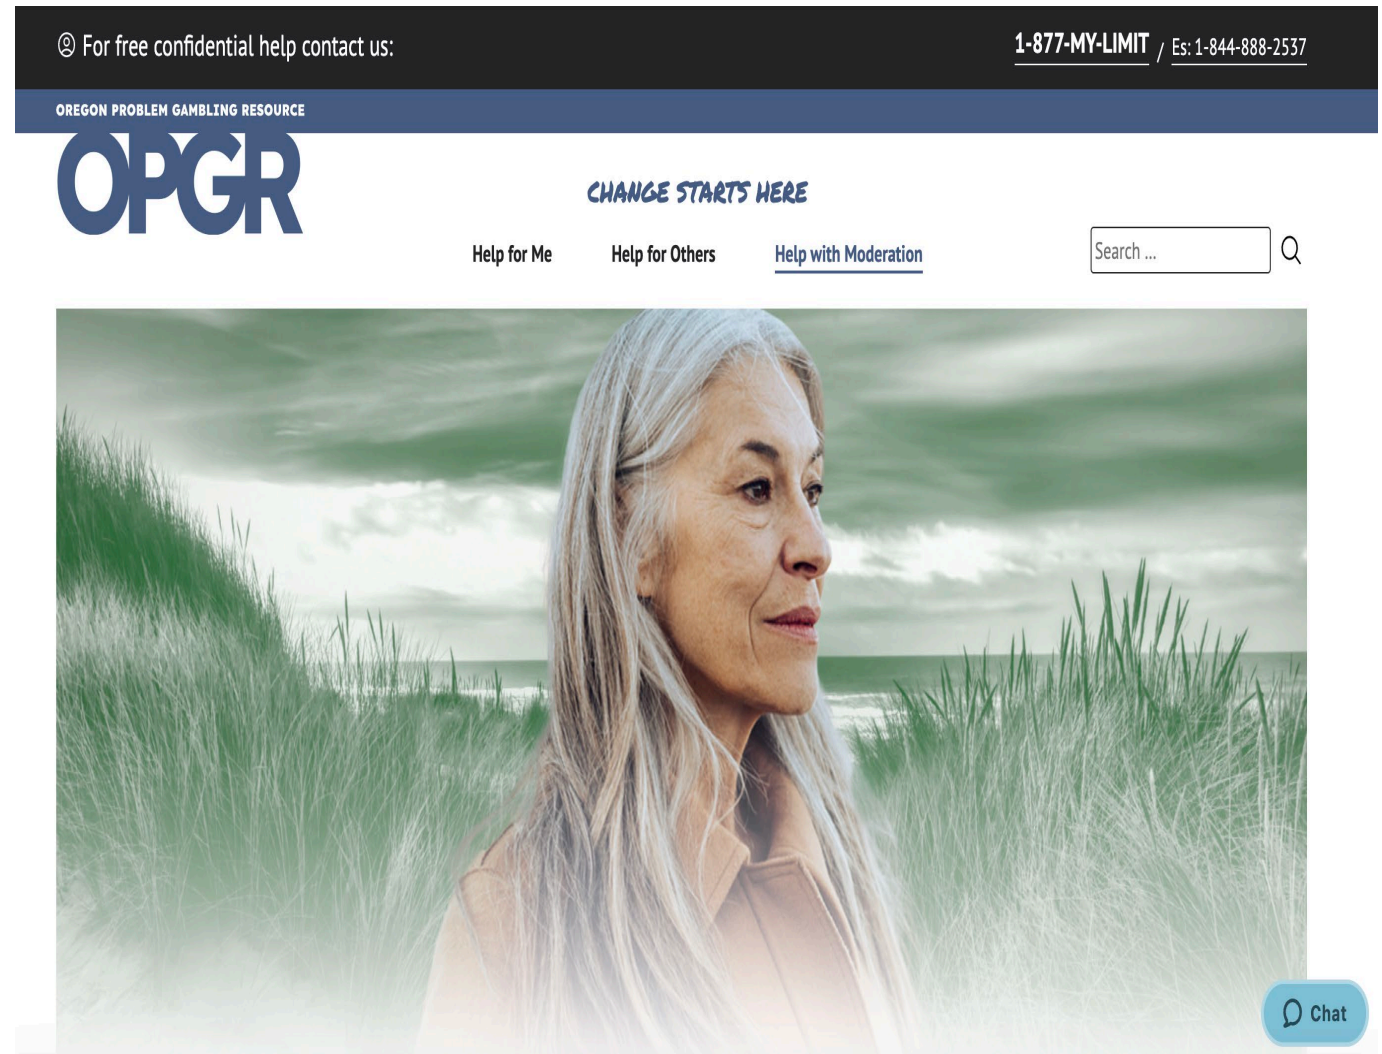 For free confidential help contact us:
1-877-MY-LIMIT / Es: 1-844-888-2537
OREGON PROBLEM GAMBLING RESOURCE
OPGR
CHANGE STARTS HERE
Help for Me
Help for Others
Help with Moderation
Search ...
Chat